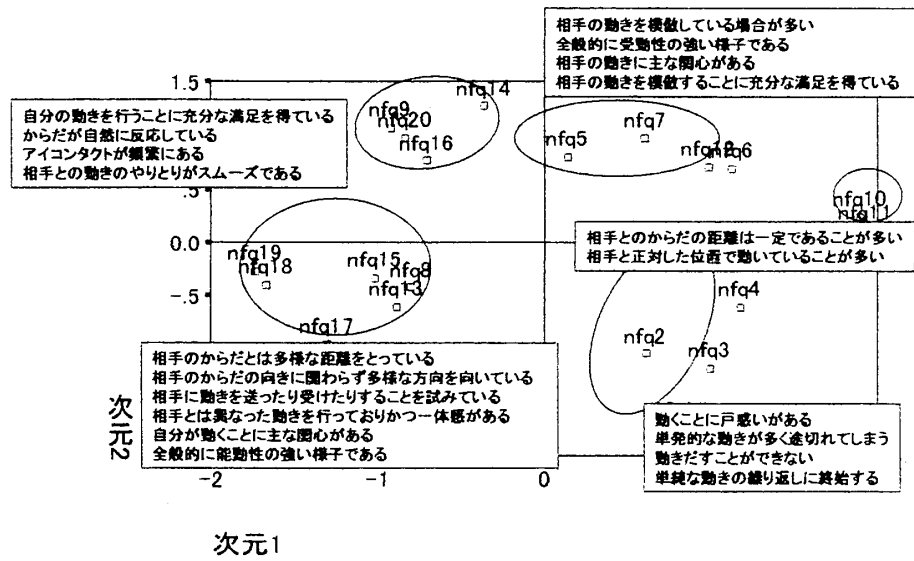 相手の動きを模倣している場合が多い
全般的に受動性の強い様子である
相手の動きに主な関心がある
相手の動きを模倣することに充分な満足を得ている
1.5
自分の動きを行うことに充分な満足を得ている
からだが自然に反応している
アイコンタクトが頻繁にある
相手との動きのやりとりがスムーズである
nfq14
nfq9
nfq20
nfq16
nfq7
nfq5
nfq6
.5
nfq10
nfq11
0.0
相手とのからだの距離は一定であることが多い
相手と正対した位置で動いていることが多い
nfq19
nfq18
nfq15
nfq8
nfq13
-.5
nfq4
nfq17
nfq2
nfq3
相手のからだとは多様な距離をとっている
相手のからだの向きに関わらず多様な方向を向いている
相手に動きを送ったり受けたりすることを試みている
相手とは異なった動きを行っておりかつ一体感がある
自分が動くことに主な関心がある
全般的に能動性の強い様子である
動くことに戸惑いがある
単発的な動きが多く途切れてしまう
動きだすことができない
単純な動きの繰り返しに終始する
次元2
-2
-1
0
次元1